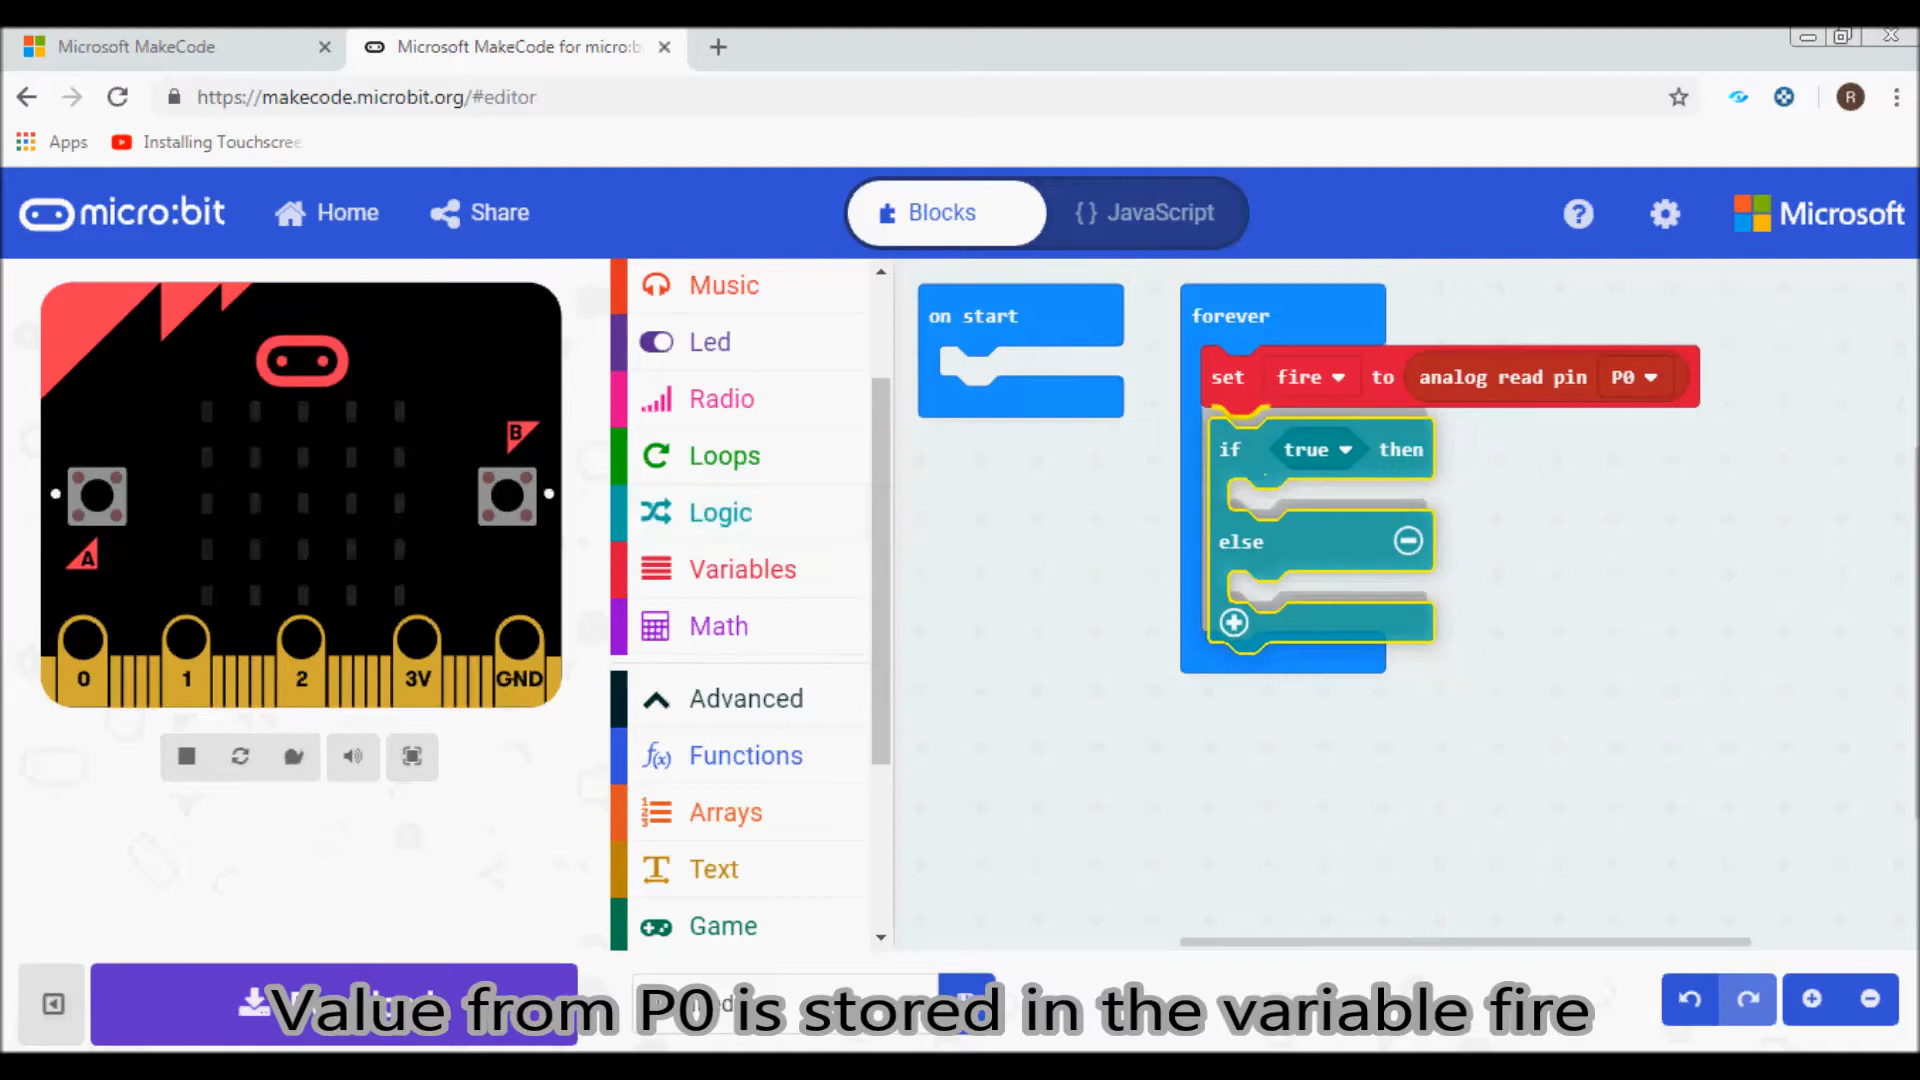 Microsoft MakeCode
Microsoft MakeCode for micro:b
https://makecode.microbit.org/#editor
R
Apps
Installing Touchscree
micro:bit
Home
Share
Blocks
{} JavaScript
Microsoft
Music
Led
Radio
Loops
Logic
Variables
Math
Advanced
f(x) Functions
Arrays
Text
Game
B
A
0 1 2 3V GND
on start
forever
set fire to analog read pin P0
if true then
else
Value from P0 is stored in the variable fire